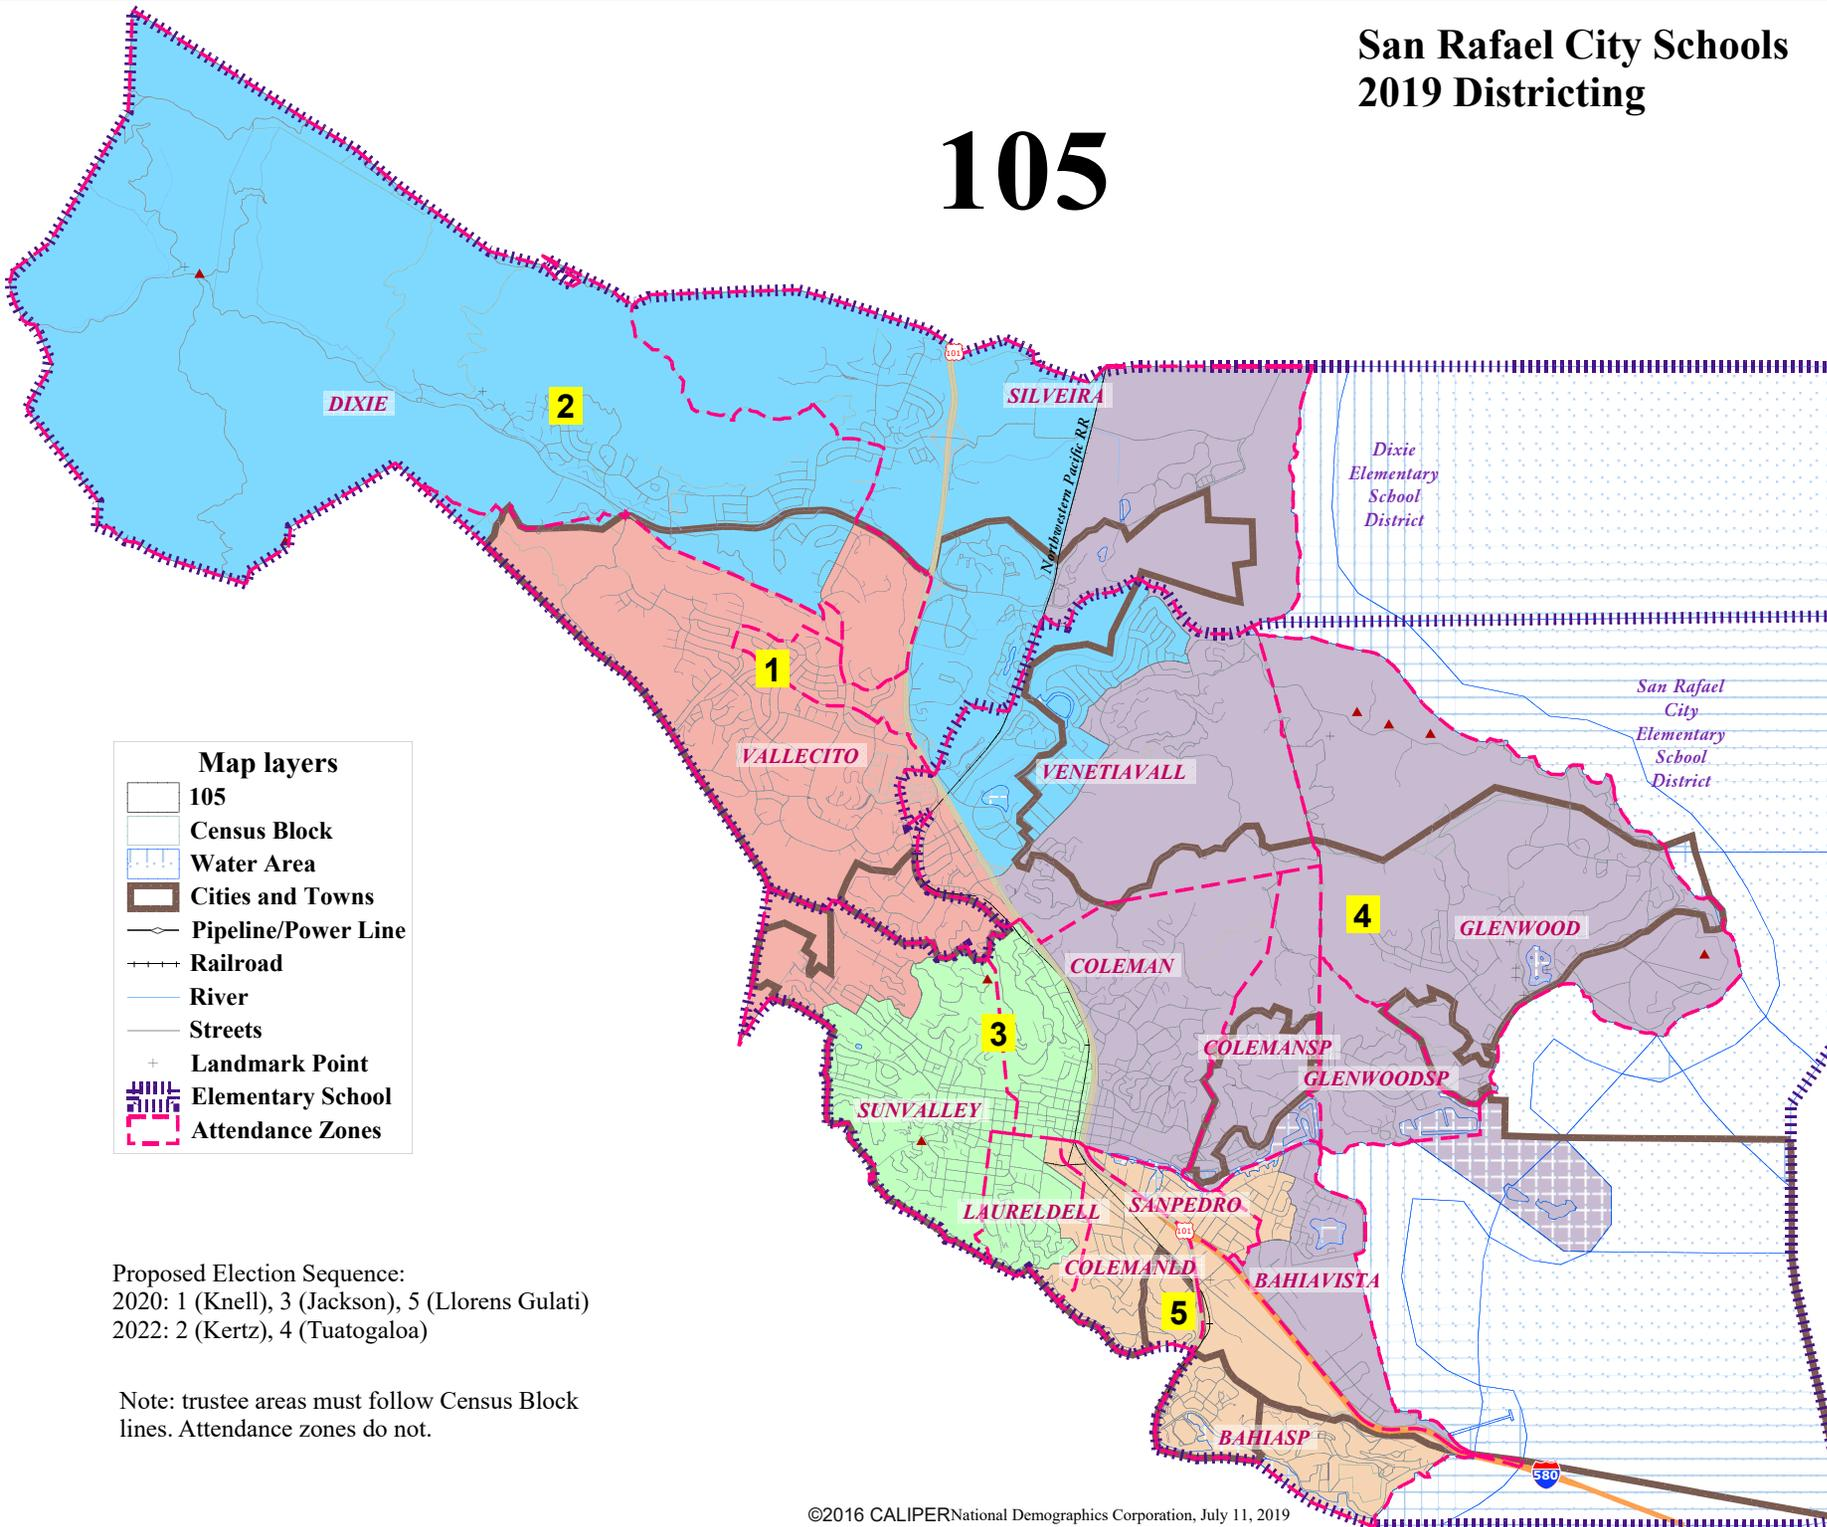 San Rafael City Schools
2019 Districting
105
101
SILVEIRA
DIXIE
2
Northwestern Pacific RR
Dixie
Elementary
School
District
1
San Rafael
City
Elementary
School
District
VALLECITO
VENETIAVALL
Map layers
105
Census Block
Water Area
Cities and Towns
Pipeline/Power Line
Railroad
River
Streets
Landmark Point
Elementary School
Attendance Zones
4
GLENWOOD
COLEMAN
3
COLEMANSP
GLENWOODSP
SUNVALLEY
LAURELDELL
SANPEDRO
101
COLEMANLD
BAHIAVISTA
5
Proposed Election Sequence:
2020: 1 (Knell), 3 (Jackson), 5 (Llorens Gulati)
2022: 2 (Kertz), 4 (Tuatogaloa)
Note: trustee areas must follow Census Block
lines. Attendance zones do not.
BAHIASP
580
©2016 CALIPER National Demographics Corporation, July 11, 2019